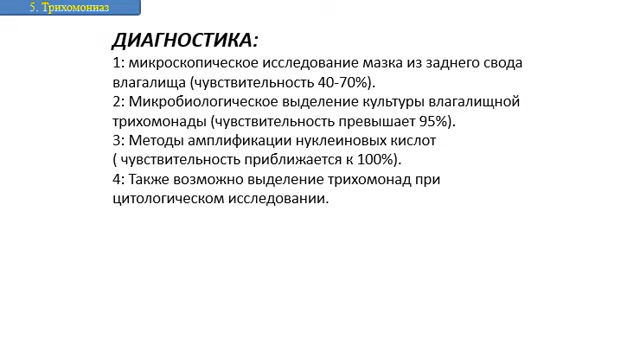 5. Трихомониаз
ДИАГНОСТИКА:
1: микроскопическое исследование мазка из заднего свода
влагалища (чувствительность 40-70%).
2: Микробиологическое выделение культуры влагалищной
трихомонады (чувствительность превышает 95%).
3: Методы амплификации нуклеиновых кислот
( чувствительность приближается к 100%).
4: Также возможно выделение трихомонад при
цитологическом исследовании.